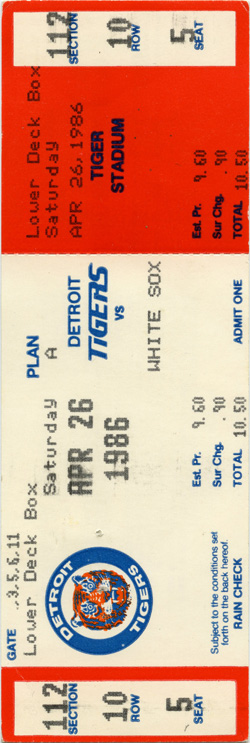 112 10 5
SECTION ROW SEAT
Lower Deck Box
Saturday
APR 26, 1986
TIGER
STADIUM
Est. Pr. 9.60
Sur Chg. .90
TOTAL 10.50
PLAN
A
DETROIT
TIGERS
VS
WHITE SOX
GATE
,3,5,6,11
Lower Deck Box
Saturday
APR 26
1986
DETROIT
TIGERS
Est. Pr. 9.60
Sur Chg. .90
TOTAL 10.50
ADMIT ONE
Subject to the conditions set
forth on the back hereof.
RAIN CHECK
112 10 5
SECTION ROW SEAT